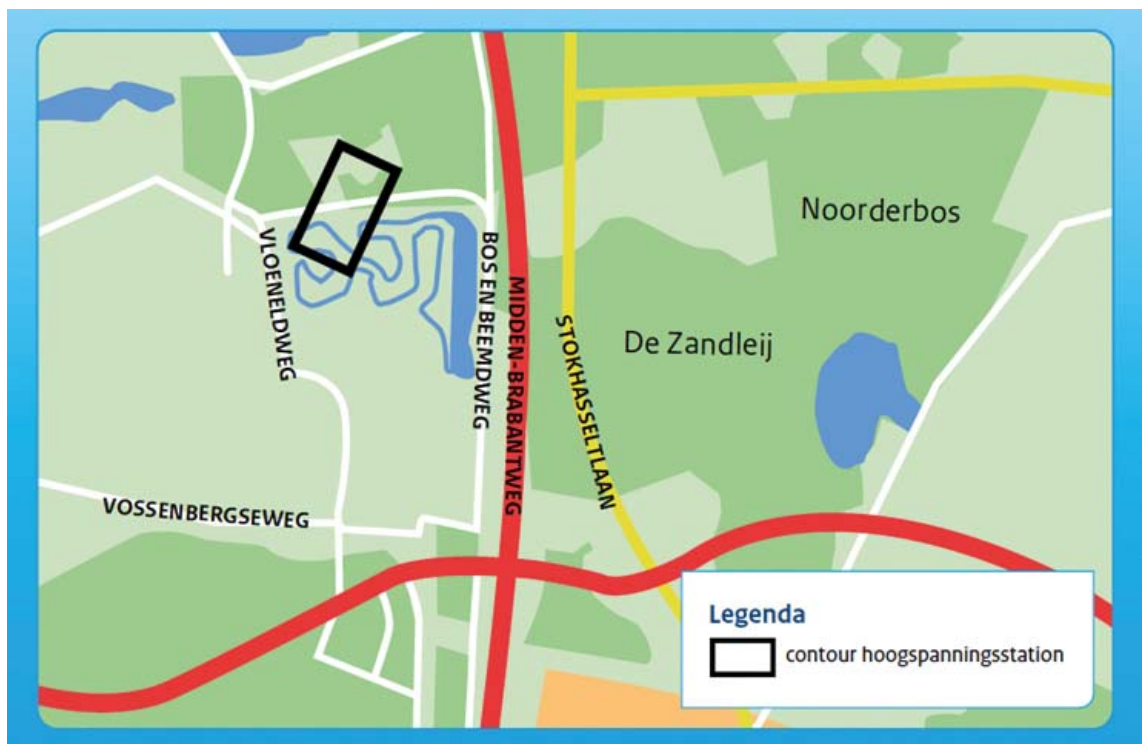 Noorderbos
VLOENELDWEG
BOS EN BEEMDWEG
MIDDEN-BRABANTWEG
STOKHASSELTLAAN
De Zandleij
VOSSENBERGSEWEG
Legenda
contour hoogspanningsstation